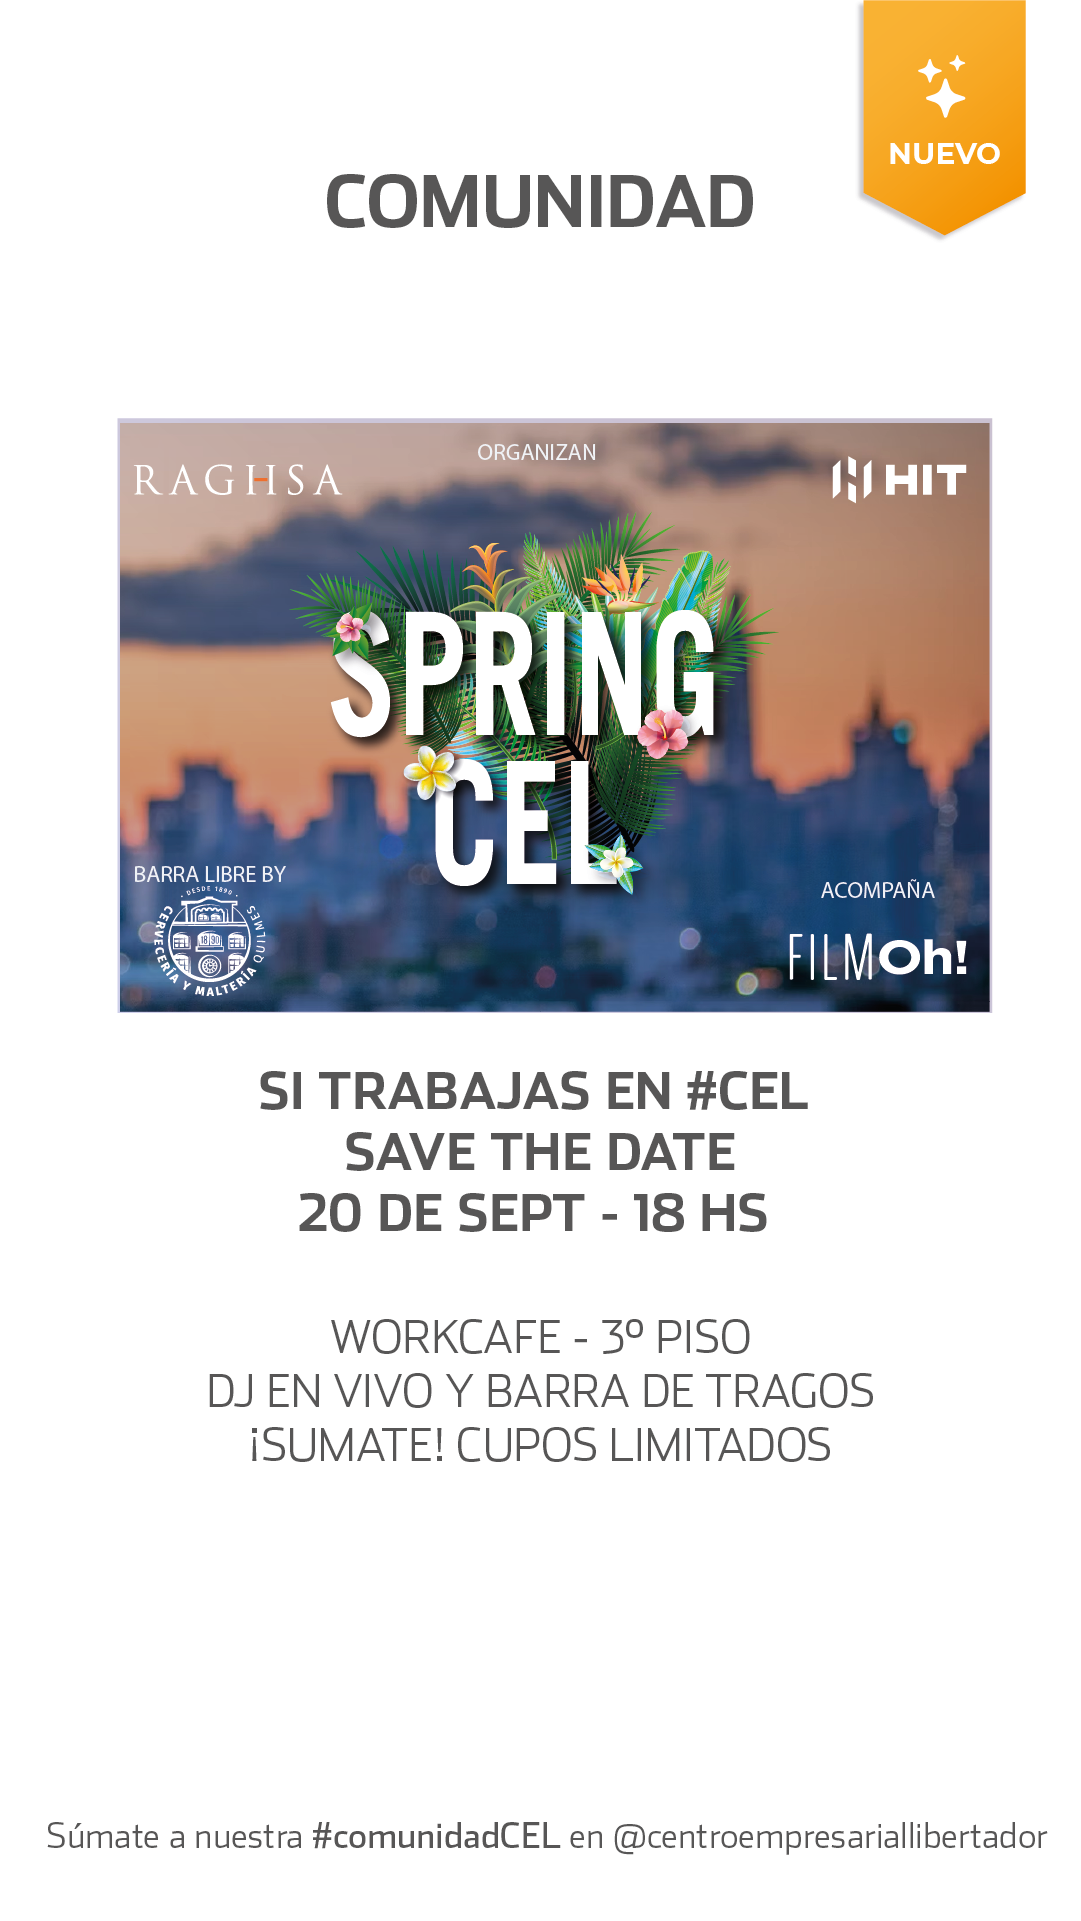 NUEVO
COMUNIDAD
ORGANIZAN
RAGHSA
HIT
SPRING
CEL
BARRA LIBRE BY
· DESDE 1890 ·
CERVECERÍA Y MALTERÍA QUILMES
18 90
ACOMPAÑA
FILMOh!
SI TRABAJAS EN #CEL
SAVE THE DATE
20 DE SEPT - 18 HS
WORKCAFE - 3º PISO
DJ EN VIVO Y BARRA DE TRAGOS
¡SUMATE! CUPOS LIMITADOS
Súmate a nuestra #comunidadCEL en @centroempresariallibertador